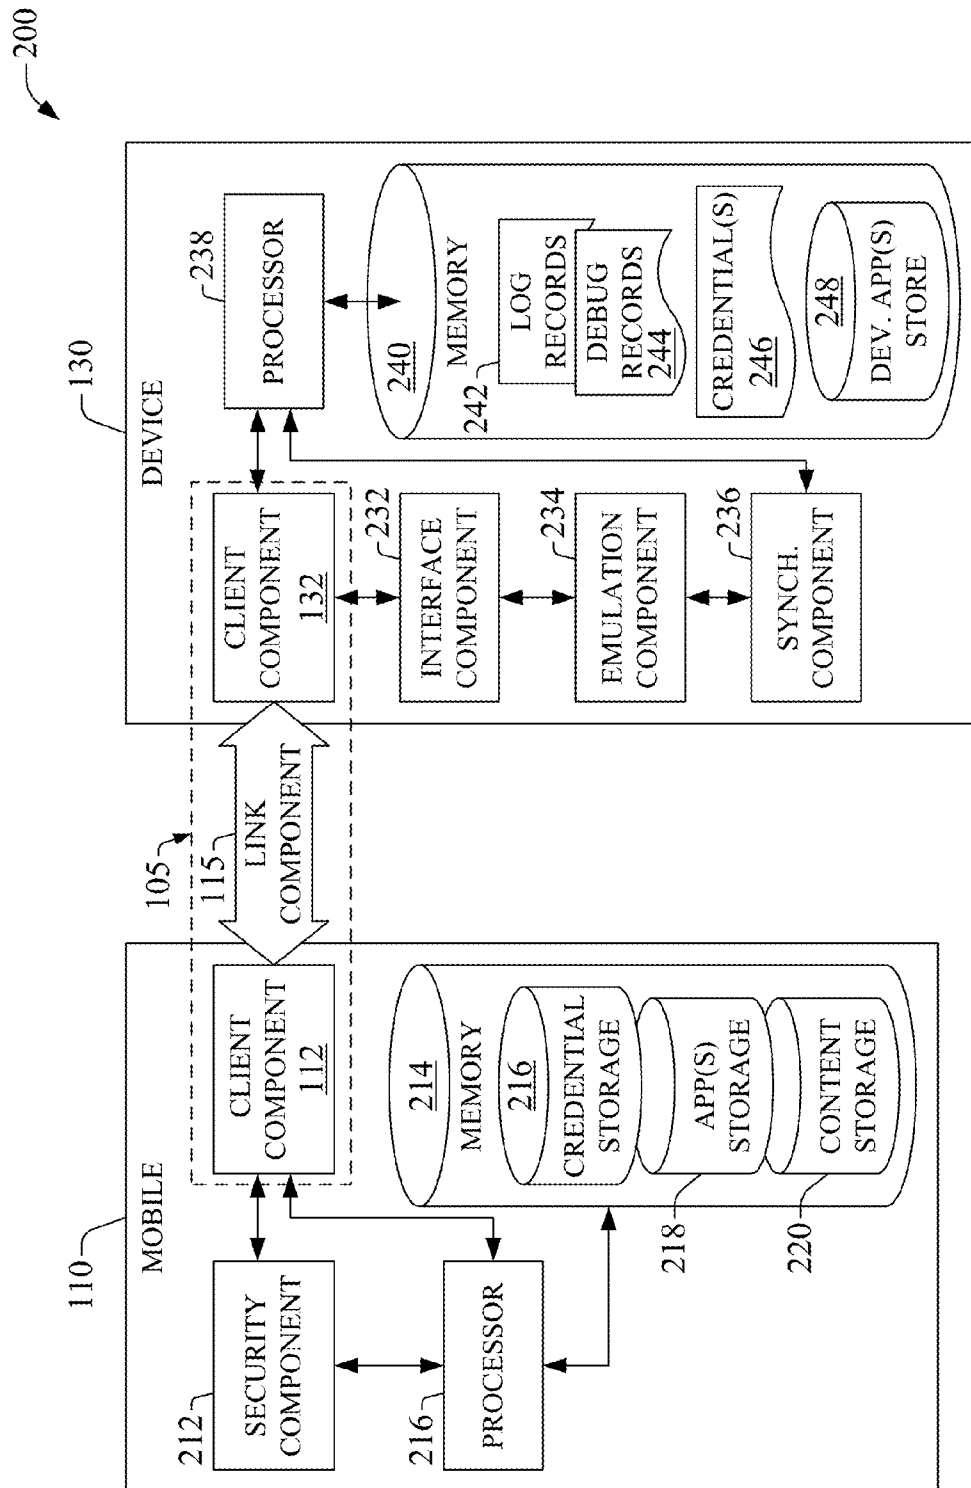 200
110
MOBILE
212
SECURITY
COMPONENT
216
PROCESSOR
CLIENT
COMPONENT
112
214
MEMORY
216
CREDENTIAL
STORAGE
APP(S)
STORAGE
218
CONTENT
STORAGE
220
105
115
LINK
COMPONENT
130
DEVICE
CLIENT
COMPONENT
132
232
INTERFACE
COMPONENT
234
EMULATION
COMPONENT
236
SYNCH.
COMPONENT
238
PROCESSOR
240
MEMORY
242
LOG
RECORDS
DEBUG
RECORDS
244
CREDENTIAL(S)
246
248
DEV. APP(S)
STORE